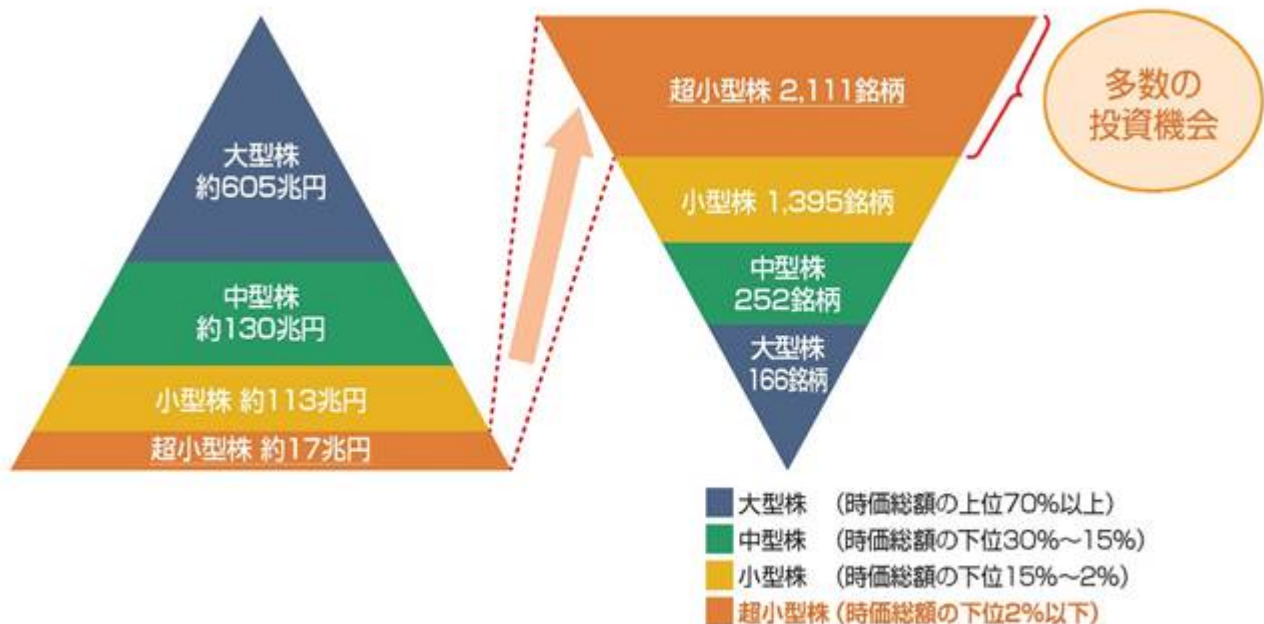 大型株
約605兆円
中型株
約130兆円
小型株 約113兆円
超小型株 約17兆円
超小型株 2,111銘柄
小型株 1,395銘柄
中型株
252銘柄
大型株
166銘柄
多数の
投資機会
大型株 (時価総額の上位70%以上)
中型株 (時価総額の下位30%〜15%)
小型株 (時価総額の下位15%〜2%)
超小型株 (時価総額の下位2%以下)